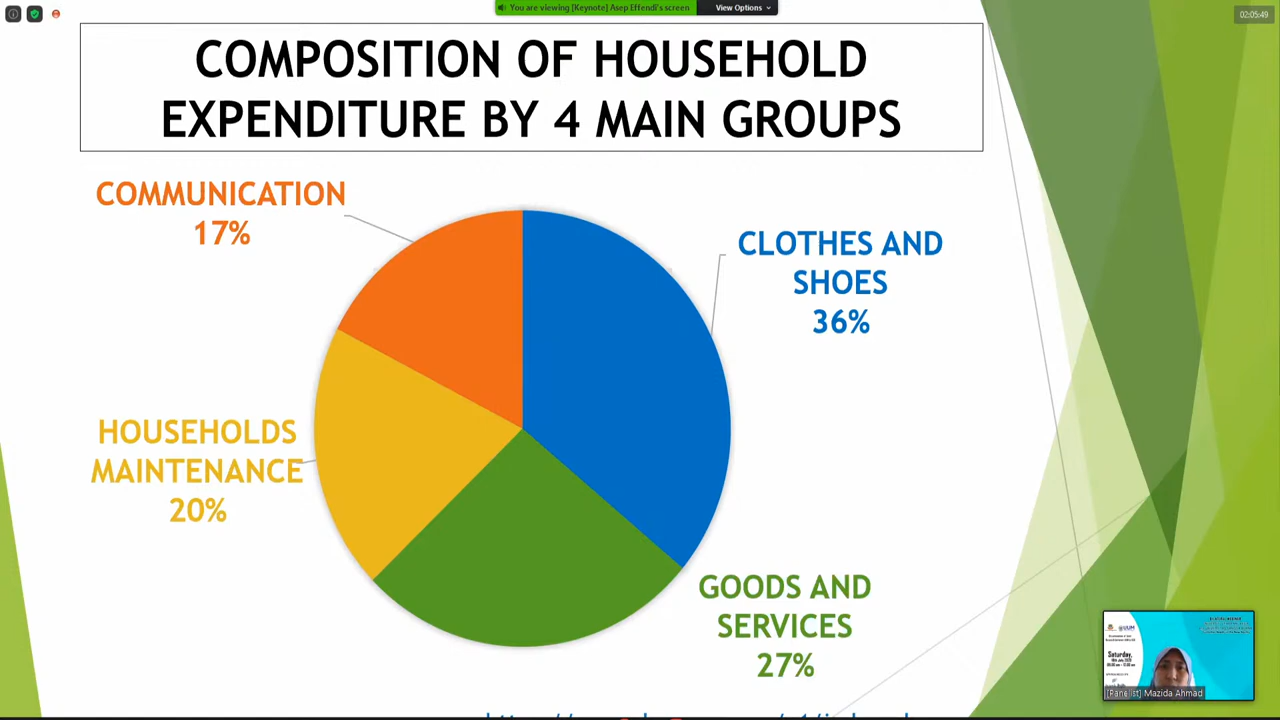 You are viewing [Keynote] Asep Effendi's screen
View Options
02:05:49
COMPOSITION OF HOUSEHOLD
EXPENDITURE BY 4 MAIN GROUPS
COMMUNICATION
17%
CLOTHES AND
SHOES
36%
HOUSEHOLDS
MAINTENANCE
20%
GOODS AND
SERVICES
27%
Saturday,
[Panelist] Mazida Ahmad